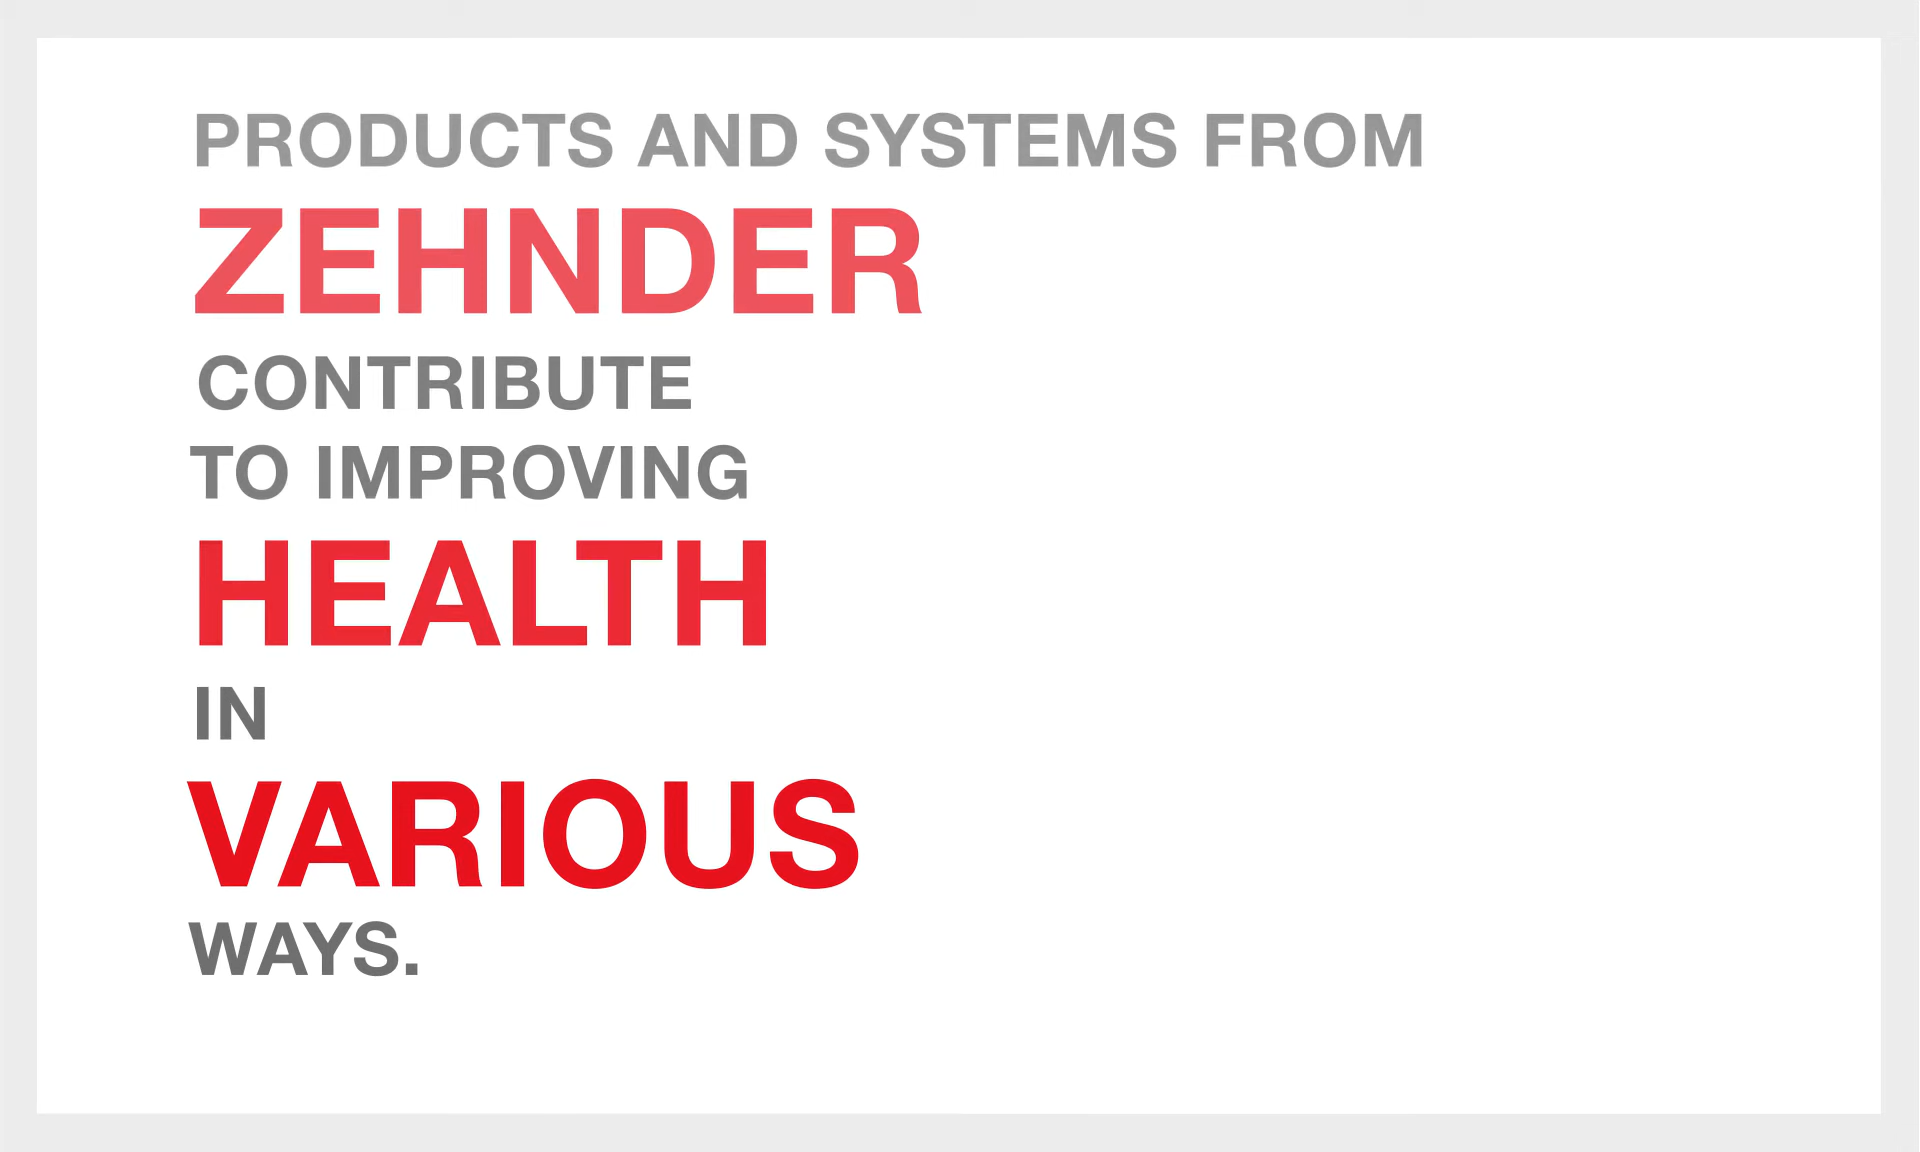 PRODUCTS AND SYSTEMS FROM
ZEHNDER
CONTRIBUTE
TO IMPROVING
HEALTH
IN
VARIOUS
WAYS.